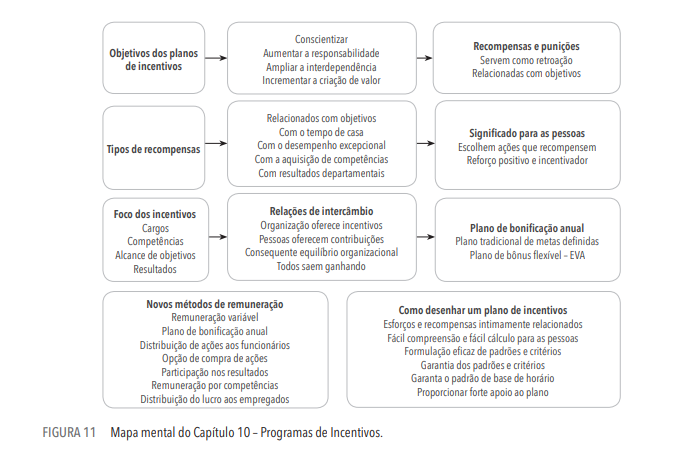 Objetivos dos planos
de incentivos
Conscientizar
Aumentar a responsabilidade
Ampliar a interdependência
Incrementar a criação de valor
Recompensas e punições
Servem como retroação
Relacionadas com objetivos
Tipos de recompensas
Relacionados com objetivos
Com o tempo de casa
Com o desempenho excepcional
Com a aquisição de competências
Com resultados departamentais
Significado para as pessoas
Escolhem ações que recompensem
Reforço positivo e incentivador
Foco dos incentivos
Cargos
Competências
Alcance de objetivos
Resultados
Relações de intercâmbio
Organização oferece incentivos
Pessoas oferecem contribuições
Consequente equilíbrio organizacional
Todos saem ganhando
Plano de bonificação anual
Plano tradicional de metas definidas
Plano de bônus flexível – EVA
Novos métodos de remuneração
Remuneração variável
Plano de bonificação anual
Distribuição de ações aos funcionários
Opção de compra de ações
Participação nos resultados
Remuneração por competências
Distribuição do lucro aos empregados
Como desenhar um plano de incentivos
Esforços e recompensas intimamente relacionados
Fácil compreensão e fácil cálculo para as pessoas
Formulação eficaz de padrões e critérios
Garantia dos padrões e critérios
Garanta o padrão de base de horário
Proporcionar forte apoio ao plano
FIGURA 11 Mapa mental do Capítulo 10 – Programas de Incentivos.